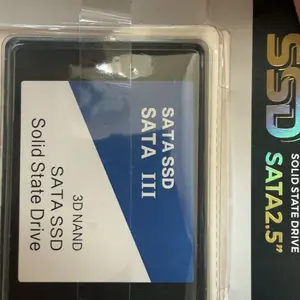 SATA SSD
SATA III
3D NAND
SATA SSD
Solid State Drive
SSD
SOLID STATE DRIVE
SATA2.5"